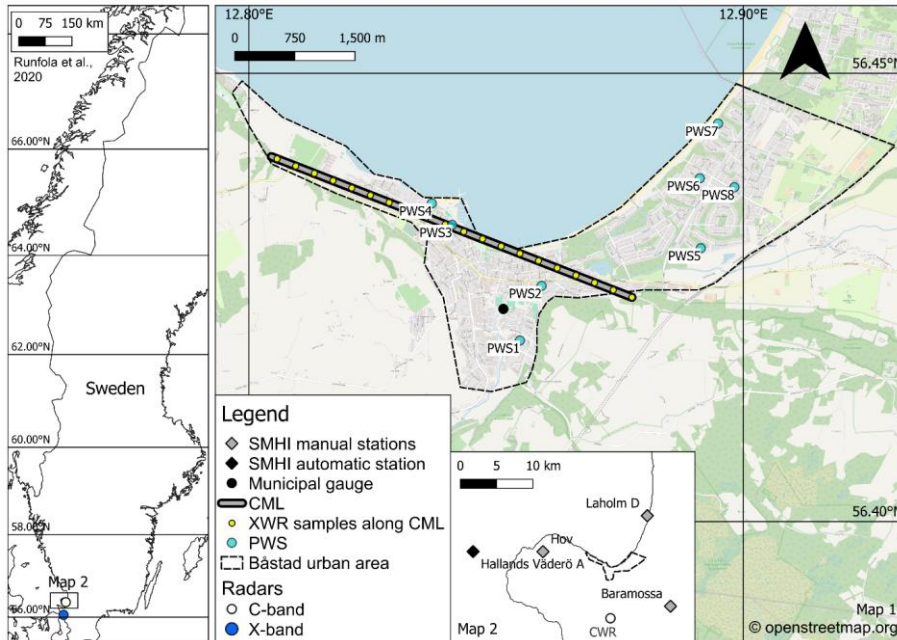 0 75 150 km
Runfola et al.,
2020
66.00°N
64.00°N
62.00°N
Sweden
60.00°N
58.00°N
Map 2
56.00°N
12.80°E
12.90°E
0 750 1,500 m
56.45°N
PWS7
PWS6
PWS8
PWS4
PWS3
PWS5
PWS2
PWS1
56.40°N
Legend
SMHI manual stations
SMHI automatic station
Municipal gauge
CML
XWR samples along CML
PWS
Båstad urban area
Radars
C-band
X-band
0 5 10 km
Laholm D
Hov
Hallands Väderö A
Baramossa
CWR
Map 2
Map 1
© openstreetmap.org